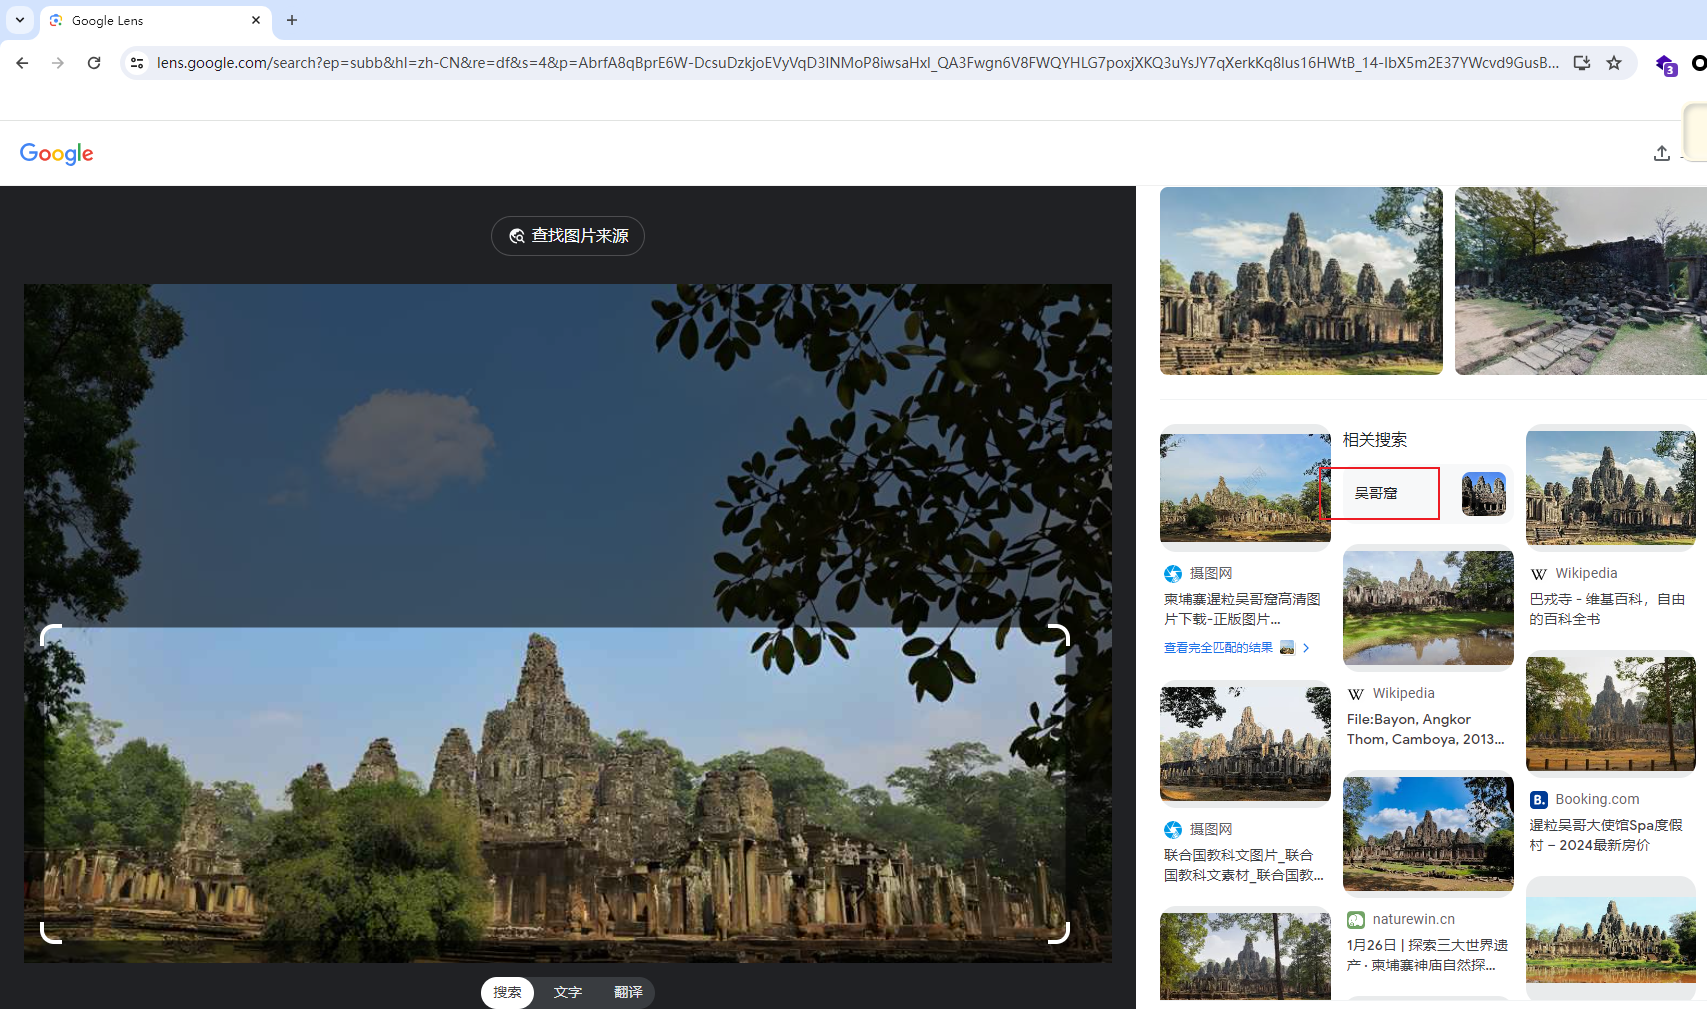 Google Lens
lens.google.com/search?ep=subb&hl=zh-CN&re=df&s=4&p=AbrfA8qBprE6W-DcsuDzkjoEVyVqD3lNMoP8iwsaHxl_QA3Fwgn6V8FWQYHLG7poxjXKQ3uYsJY7qXerkKq8lus16HWtB_14-lbX5m2E37YWcvd9GusB...
3
Google
查找图片来源
搜索
文字
翻译
摄图网
柬埔寨暹粒吴哥窟高清图
片下载-正版图片...
查看完全匹配的结果
摄图网
联合国教科文图片_联合
国教科文素材_联合国教...
相关搜索
吴哥窟
W Wikipedia
File:Bayon, Angkor
Thom, Camboya, 2013...
naturewin.cn
1月26日 | 探索三大世界遗
产 · 柬埔寨神庙自然探...
W Wikipedia
巴戎寺 - 维基百科，自由
的百科全书
B. Booking.com
暹粒吴哥大使馆Spa度假
村 – 2024最新房价